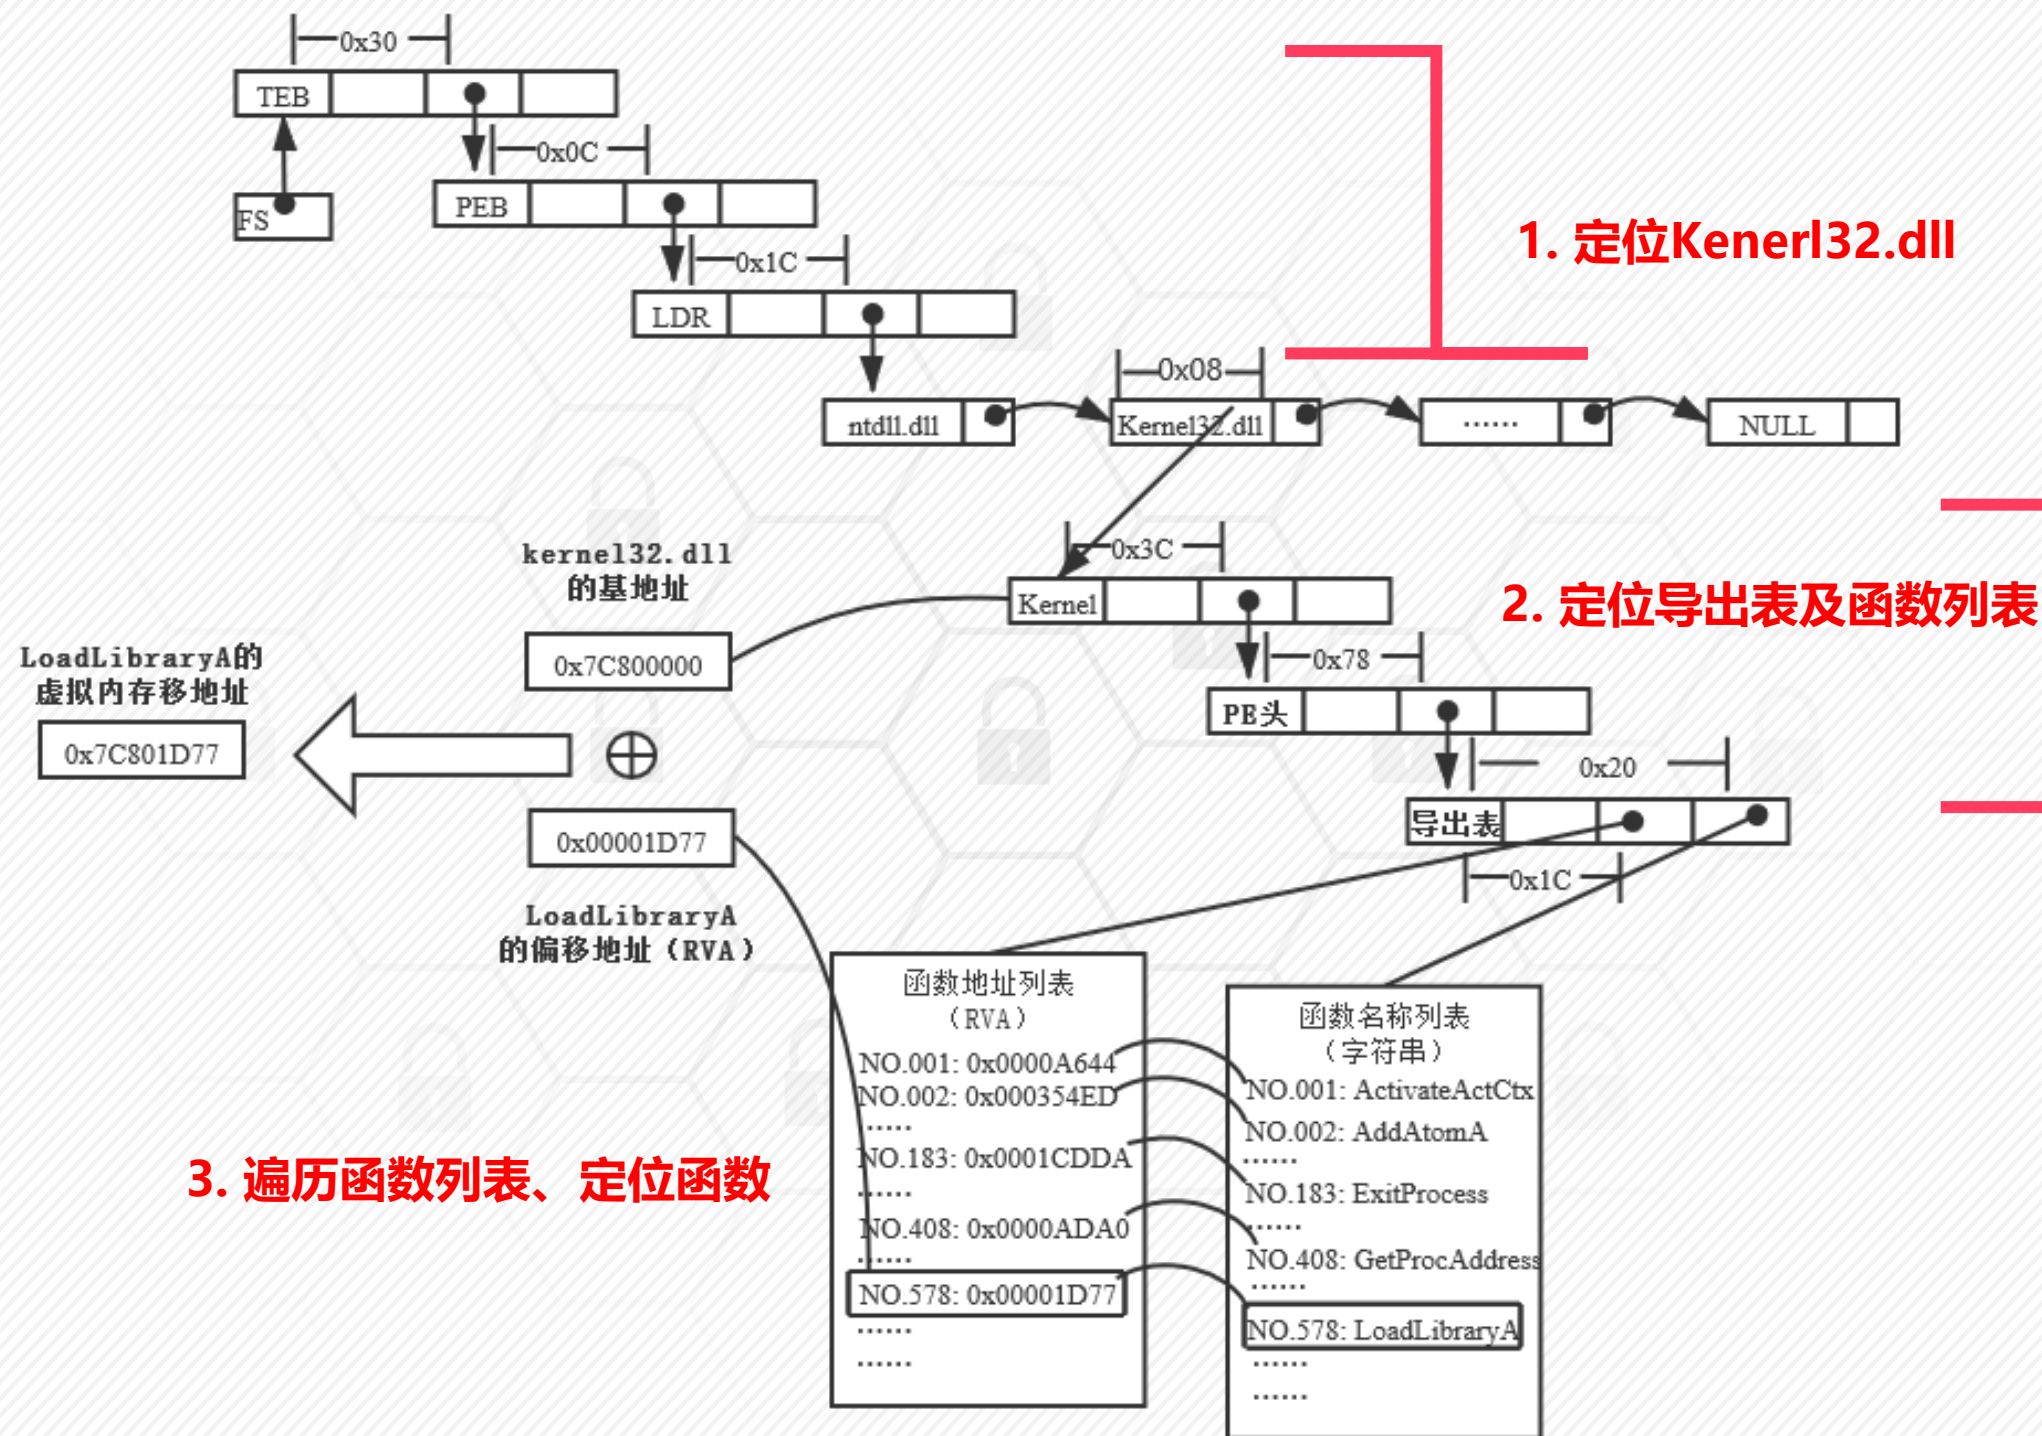 0x30
TEB
0x0C
FS
PEB
0x1C
1. 定位Kenerl32.dll
LDR
0x08
ntdll.dll
Kernel32.dll
……
NULL
kernel32.dll
的基地址
0x3C
Kernel
2. 定位导出表及函数列表
0x7C800000
LoadLibraryA的
虚拟内存移地址
0x78
PE头
0x7C801D77
0x20
0x00001D77
导出表
0x1C
LoadLibraryA
的偏移地址（RVA）
函数地址列表
（RVA）
NO.001: 0x0000A644
NO.002: 0x000354ED
……
NO.183: 0x0001CDDA
……
NO.408: 0x0000ADA0
……
NO.578: 0x00001D77
……
……
函数名称列表
（字符串）
NO.001: ActivateActCtx
NO.002: AddAtomA
……
NO.183: ExitProcess
……
NO.408: GetProcAddress
……
NO.578: LoadLibraryA
……
……
3. 遍历函数列表、定位函数